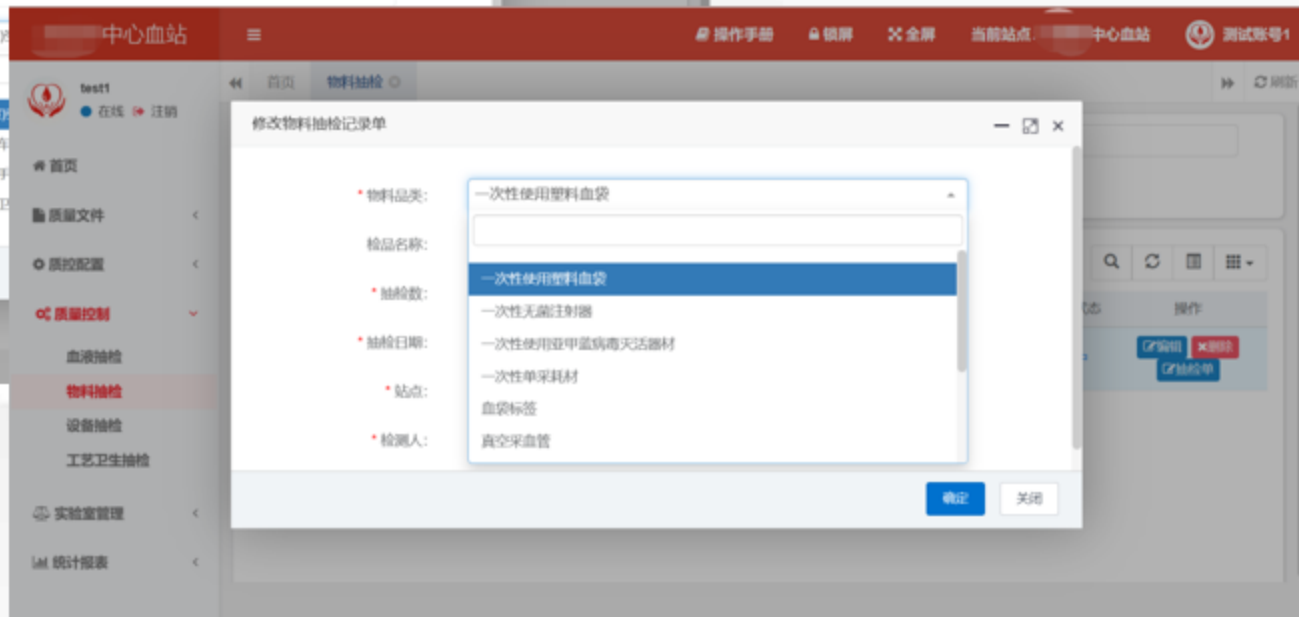 中心血站
操作手册 锁屏 全屏 当前站点 中心血站 测试账号1
test1
在线 注销
首页 物料抽检 刷新
修改物料抽检记录单
首页
质量文件
质控配置
质量控制
血液抽检
物料抽检
设备抽检
工艺卫生抽检
实验室管理
统计报表
* 物料品类: 一次性使用塑料血袋
检品名称:
* 抽检数:
* 抽检日期:
* 站点:
* 检测人:
一次性使用塑料血袋
一次性无菌注射器
一次性使用亚甲蓝病毒灭活器材
一次性单采耗材
血袋标签
真空采血管
确定 关闭
操作
编辑 删除
抽检单